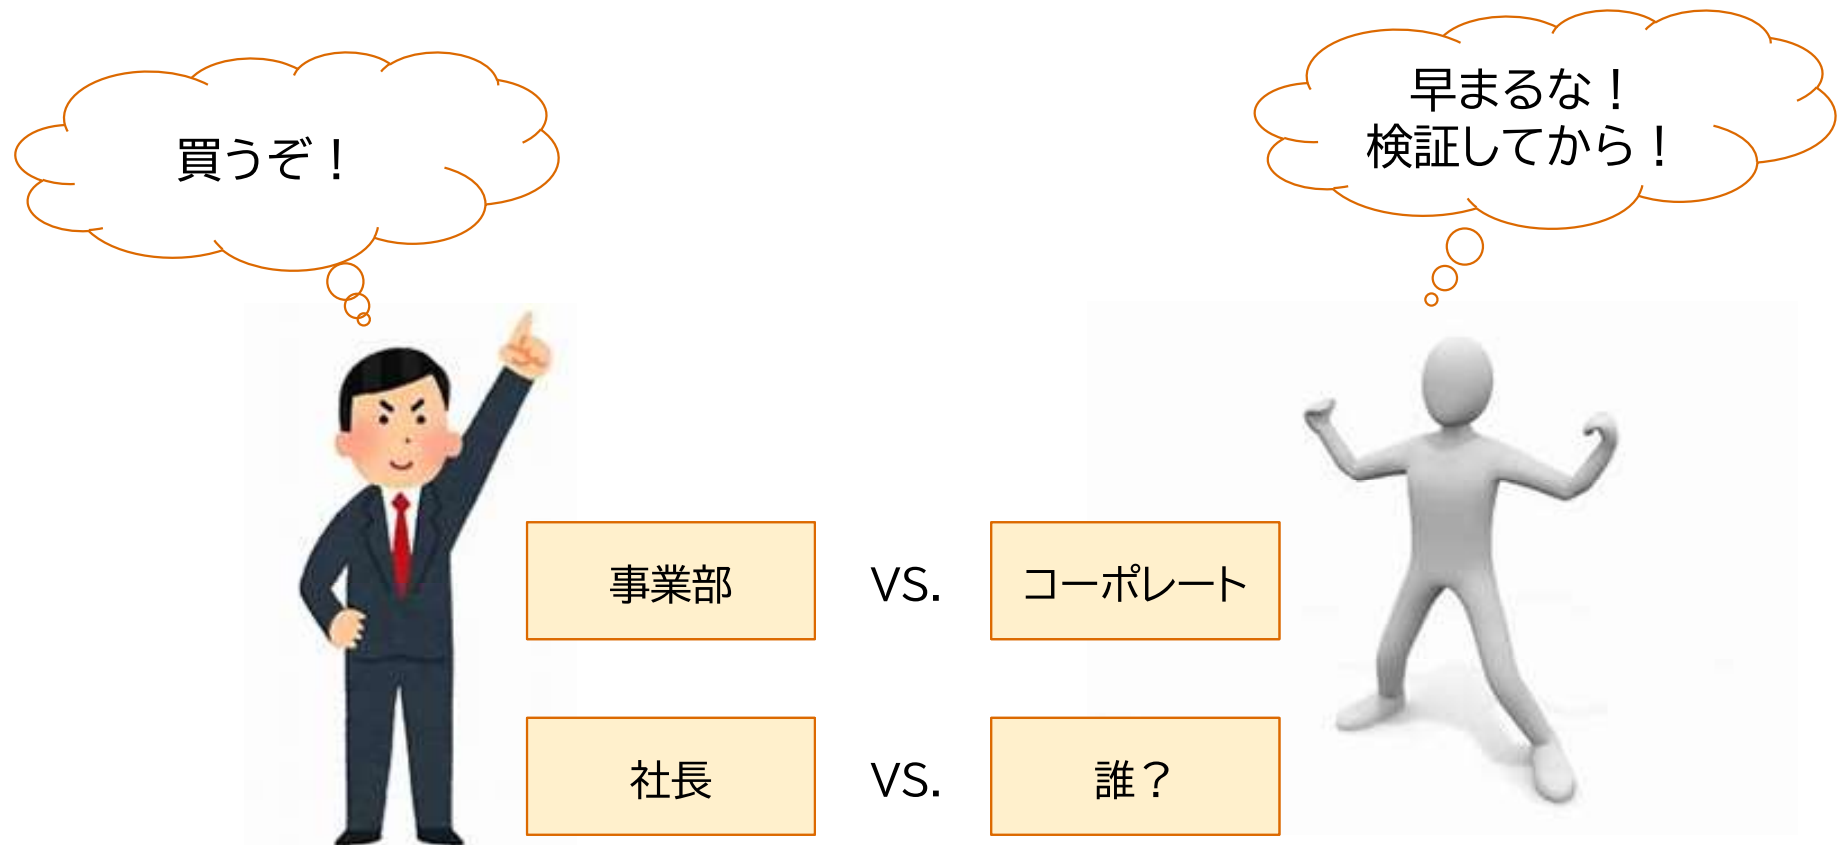 買うぞ！
早まるな！
検証してから！
事業部 VS. コーポレート
社長 VS. 誰？